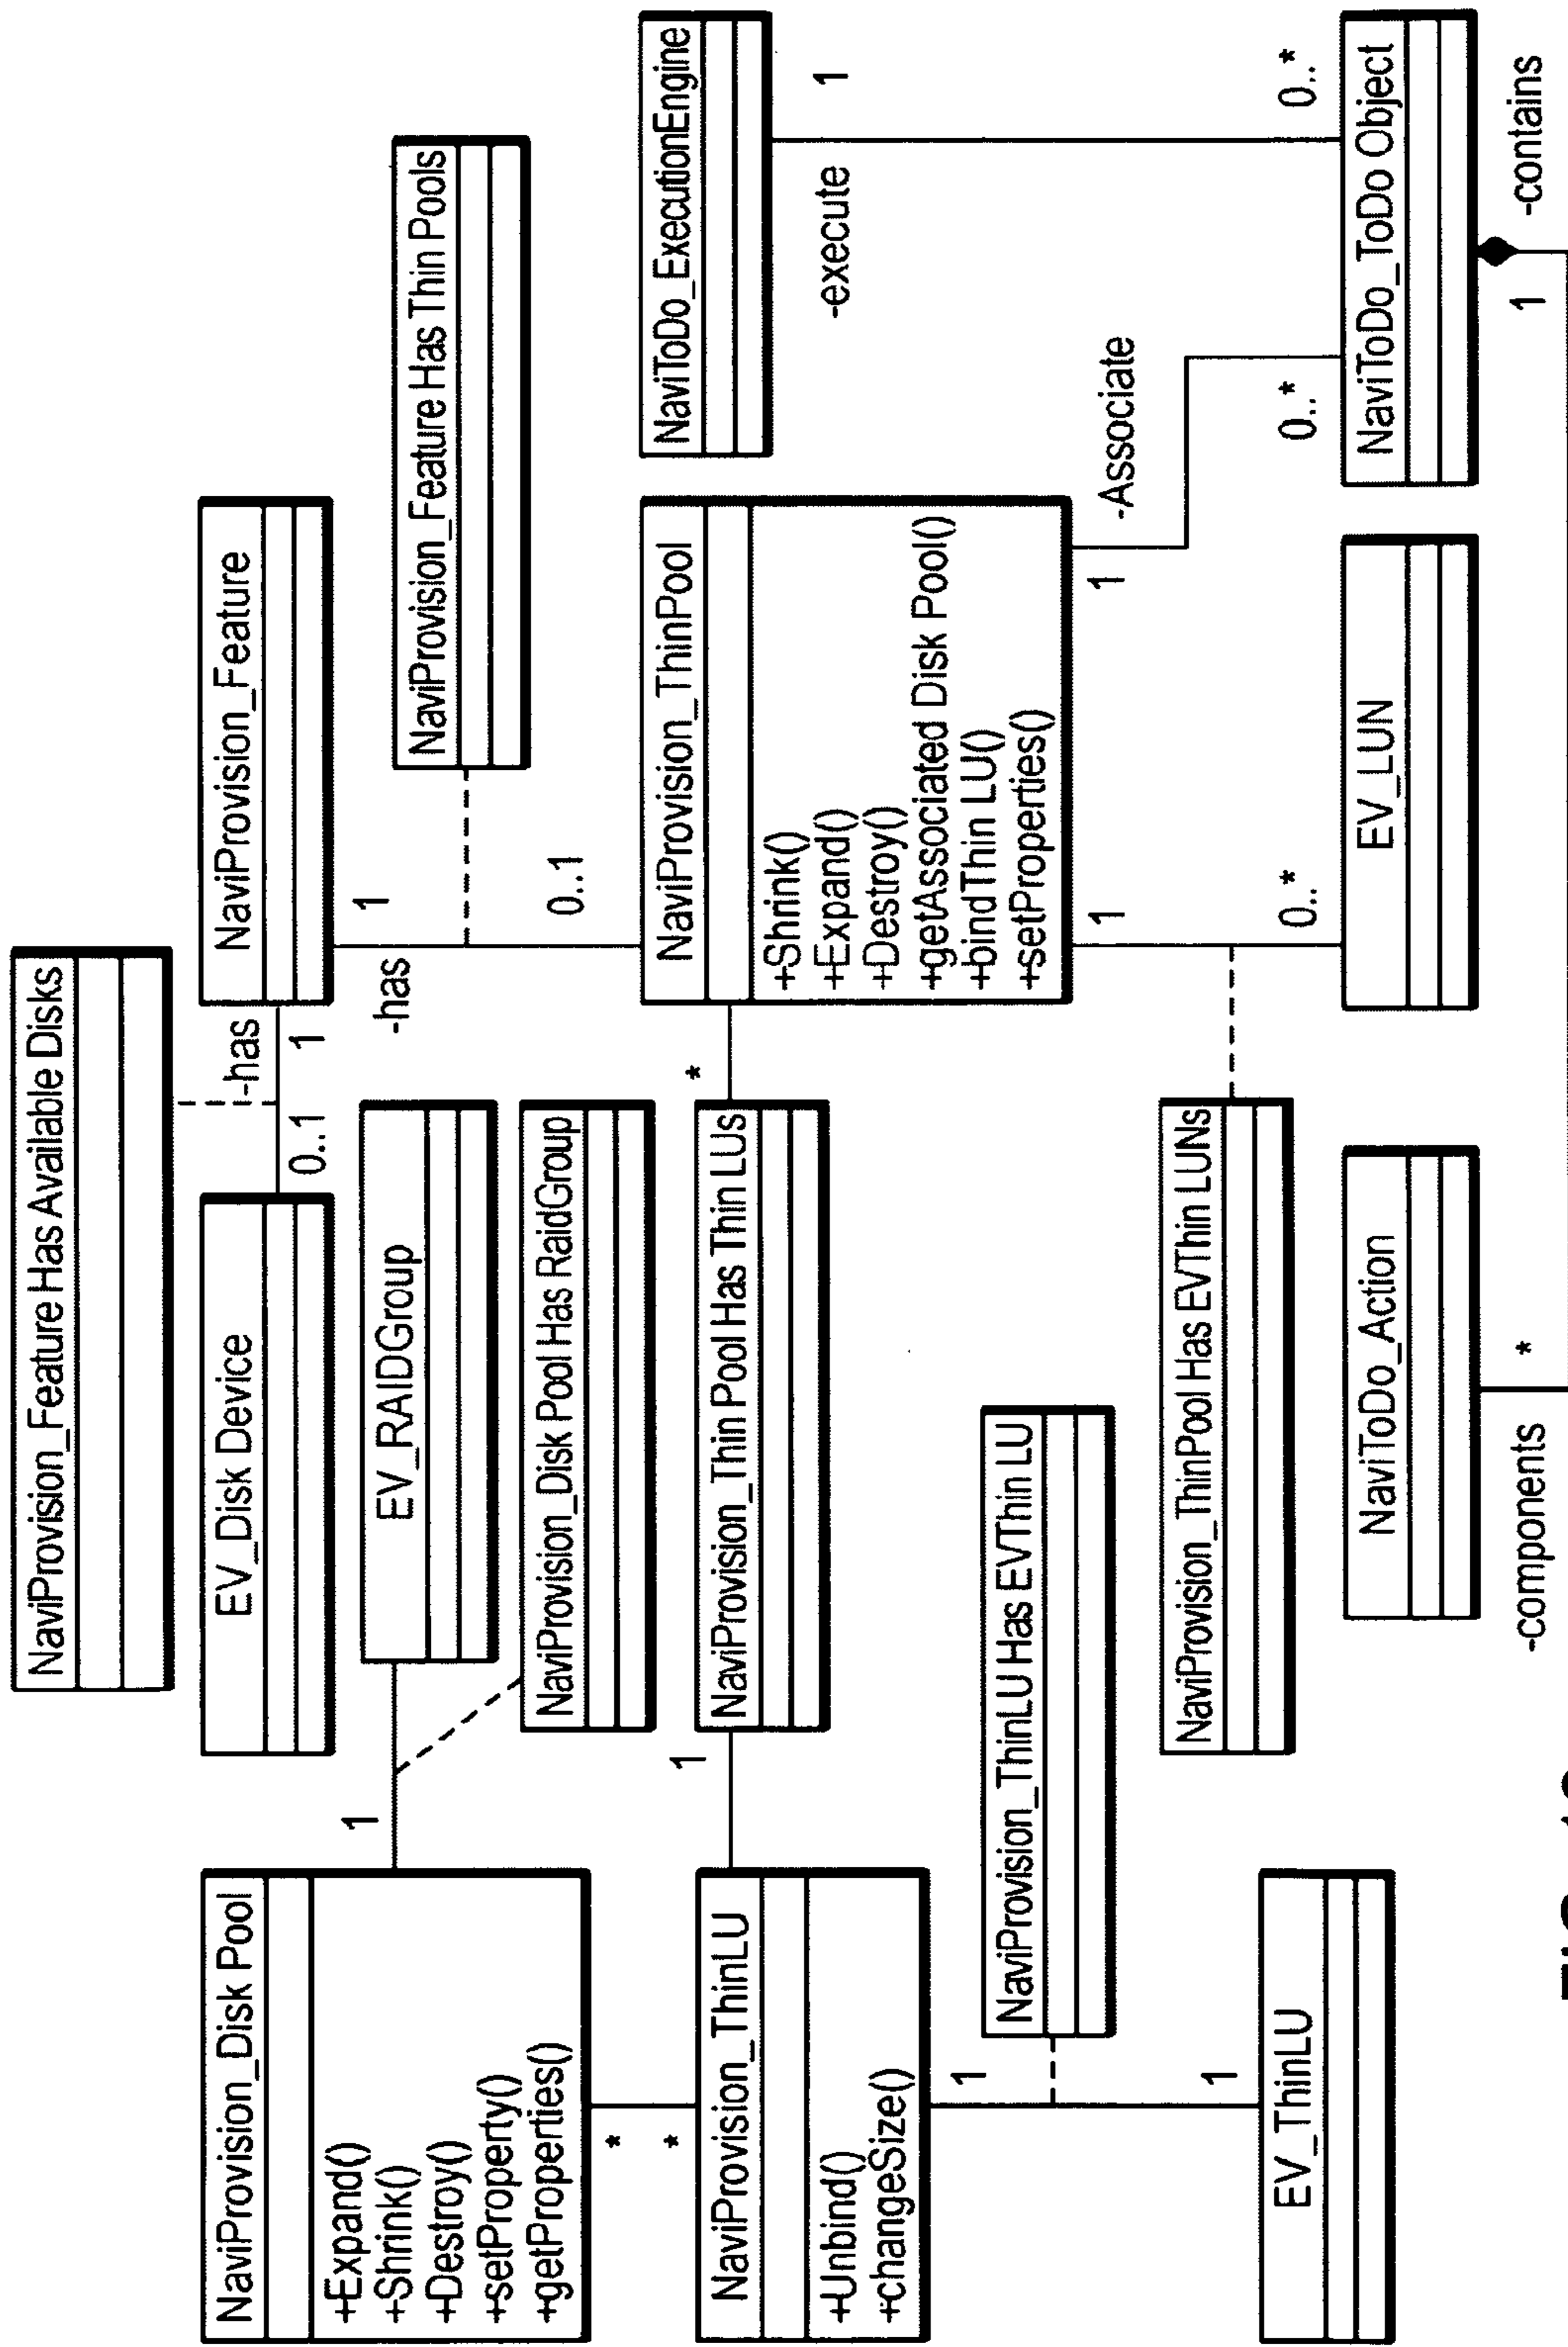 NaviProvision_Feature Has Available Disks
NaviProvision_Disk Pool
+Expand()
+Shrink()
+Destroy()
+setProperty()
+getProperties()
EV_Disk Device
0..1
1
-has
NaviProvision_Feature
1
-has
0..1
NaviProvision_Feature Has Thin Pools
1
EV_RAIDGroup
NaviProvision_Disk Pool Has RaidGroup
*
*
NaviProvision_ThinLU
+Unbind()
+changeSize()
1
NaviProvision_Thin Pool Has Thin LUs
*
NaviProvision_ThinPool
+Shrink()
+Expand()
+Destroy()
+getAssociated Disk Pool()
+bindThin LU()
+setProperties()
NaviToDo_ExecutionEngine
1
-execute
0..*
1
-Associate
0..*
1
0..*
1
1
NaviProvision_ThinLU Has EVThin LU
NaviProvision_ThinPool Has EVThin LUNs
EV_ThinLU
NaviToDo_Action
EV_LUN
NaviToDo_ToDo Object
-components
*
1
-contains